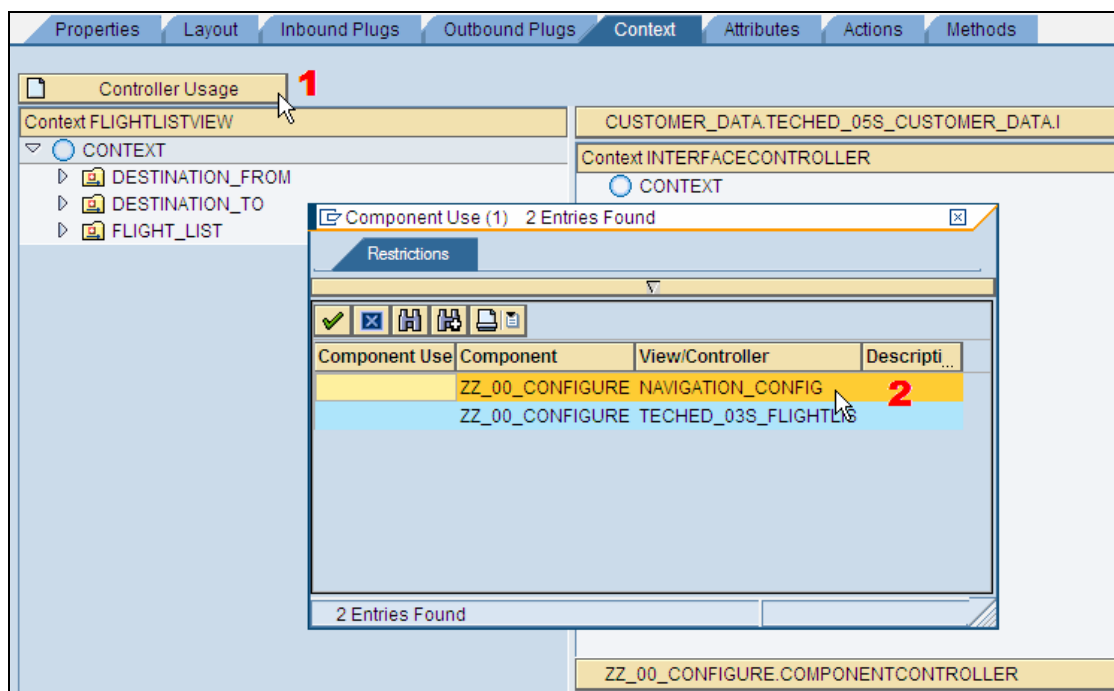 Properties Layout Inbound Plugs Outbound Plugs Context Attributes Actions Methods
Controller Usage 1
Context FLIGHTLISTVIEW
CONTEXT
DESTINATION_FROM
DESTINATION_TO
FLIGHT_LIST
CUSTOMER_DATA.TECHED_05S_CUSTOMER_DATA.I
Context INTERFACECONTROLLER
CONTEXT
Component Use (1) 2 Entries Found
Restrictions
Component Use Component View/Controller Descripti...
ZZ_00_CONFIGURE NAVIGATION_CONFIG 2
ZZ_00_CONFIGURE TECHED_03S_FLIGHTLIS
2 Entries Found
ZZ_00_CONFIGURE.COMPONENTCONTROLLER